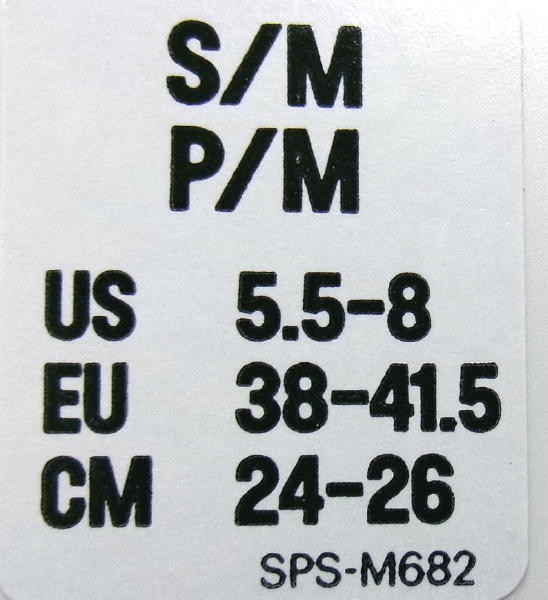 S/M
P/M
US 5.5-8
EU 38-41.5
CM 24-26
SPS-M682